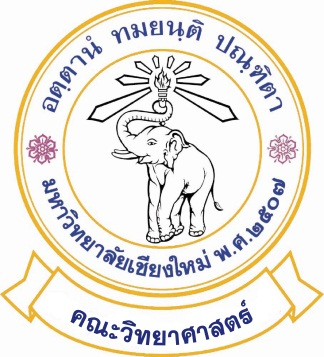 อตฺตานํ ทมยนฺติ ปณฺฑิตา
มหาวิทยาลัยเชียงใหม่ พ.ศ.๒๕๐๗
คณะวิทยาศาสตร์